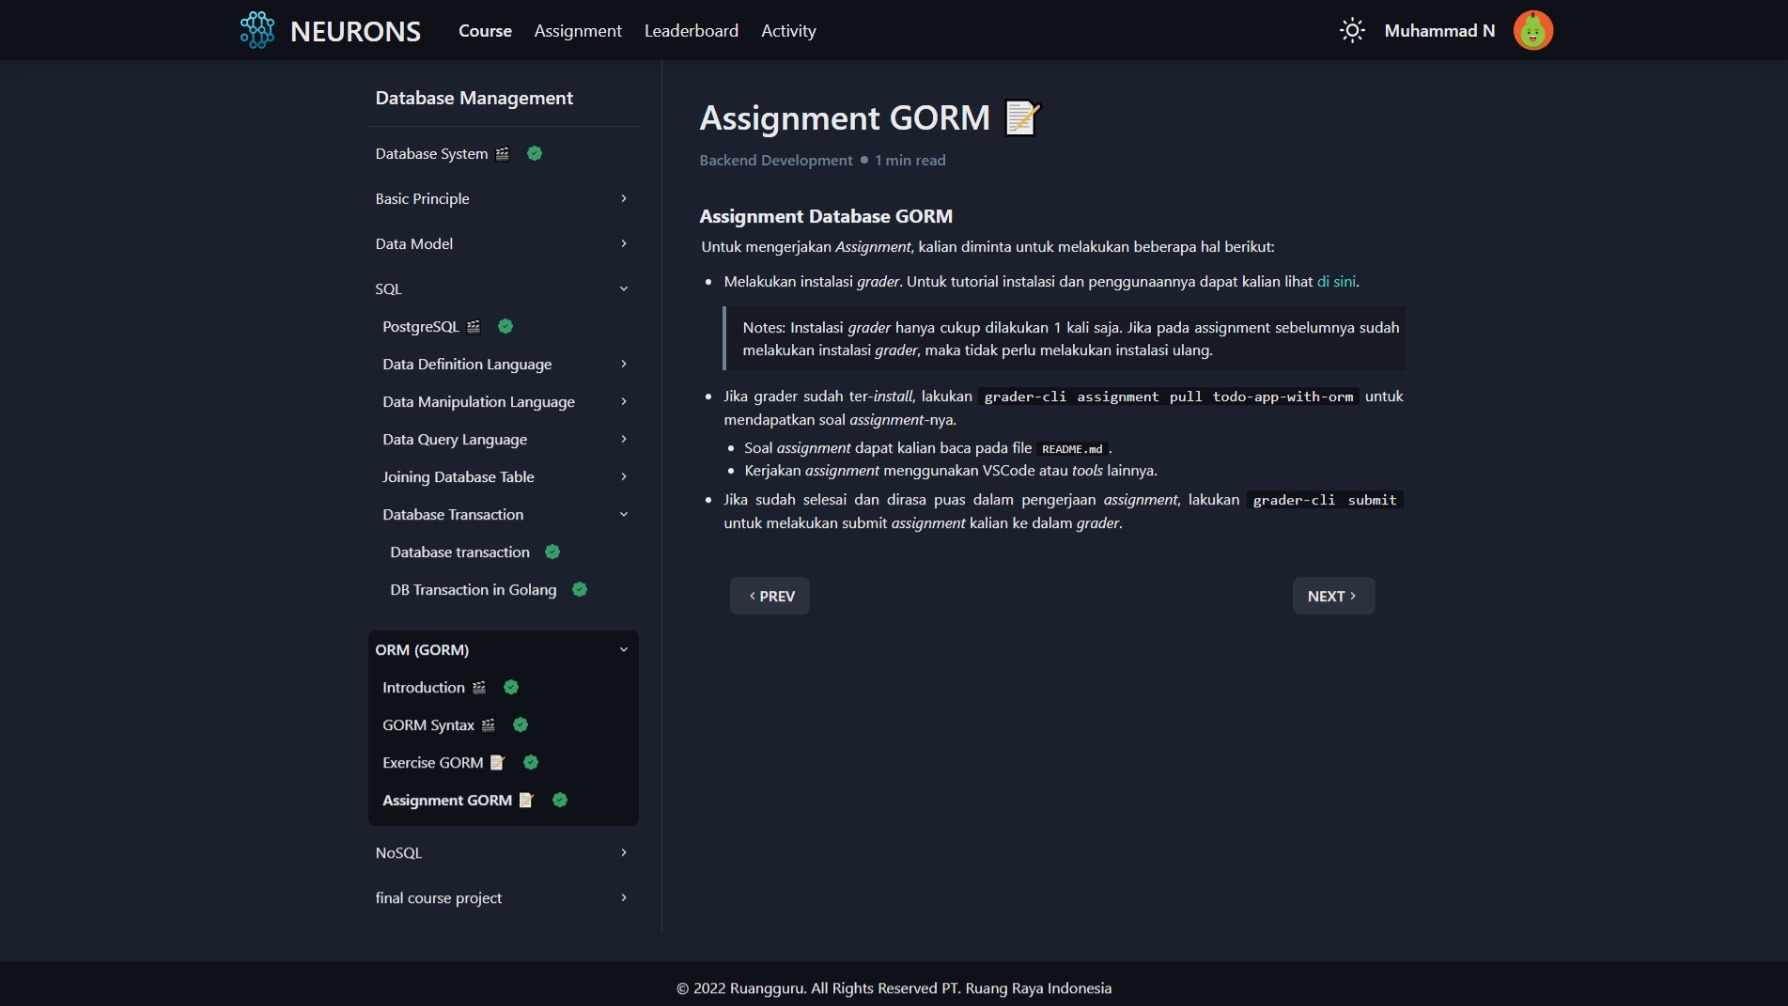 NEURONS
Course
Assignment
Leaderboard
Activity
Muhammad N
Database Management
Database System
Basic Principle
Data Model
SQL
PostgreSQL
Data Definition Language
Data Manipulation Language
Data Query Language
Joining Database Table
Database Transaction
Database transaction
DB Transaction in Golang
ORM (GORM)
Introduction
GORM Syntax
Exercise GORM
Assignment GORM
NoSQL
final course project
Assignment GORM
Backend Development • 1 min read
Assignment Database GORM
Untuk mengerjakan Assignment, kalian diminta untuk melakukan beberapa hal berikut:
• Melakukan instalasi grader. Untuk tutorial instalasi dan penggunaannya dapat kalian lihat di sini.
Notes: Instalasi grader hanya cukup dilakukan 1 kali saja. Jika pada assignment sebelumnya sudah
melakukan instalasi grader, maka tidak perlu melakukan instalasi ulang.
• Jika grader sudah ter-install, lakukan grader-cli assignment pull todo-app-with-orm untuk
mendapatkan soal assignment-nya.
• Soal assignment dapat kalian baca pada file README.md .
• Kerjakan assignment menggunakan VSCode atau tools lainnya.
• Jika sudah selesai dan dirasa puas dalam pengerjaan assignment, lakukan grader-cli submit
untuk melakukan submit assignment kalian ke dalam grader.
‹ PREV
NEXT ›
© 2022 Ruangguru. All Rights Reserved PT. Ruang Raya Indonesia